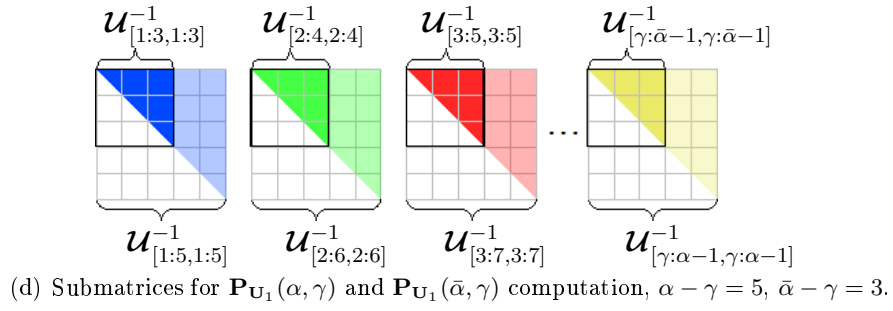 𝓤⁻¹[1:3,1:3] 𝓤⁻¹[2:4,2:4] 𝓤⁻¹[3:5,3:5] 𝓤⁻¹[γ:ᾱ−1,γ:ᾱ−1]
...
𝓤⁻¹[1:5,1:5] 𝓤⁻¹[2:6,2:6] 𝓤⁻¹[3:7,3:7] 𝓤⁻¹[γ:α−1,γ:α−1]
(d) Submatrices for P_U₁(α, γ) and P_U₁(ᾱ, γ) computation, α − γ = 5, ᾱ − γ = 3.